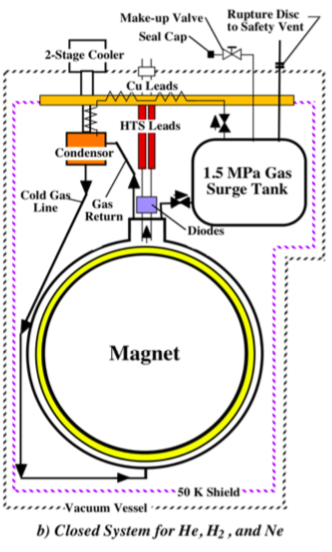 Make-up Valve
Rupture Disc
to Safety Vent
Seal Cap
2-Stage Cooler
Cu Leads
HTS Leads
Condensor
1.5 MPa Gas
Surge Tank
Cold Gas
Line
Gas
Return
Diodes
Magnet
50 K Shield
Vacuum Vessel
b) Closed System for He, H₂ , and Ne